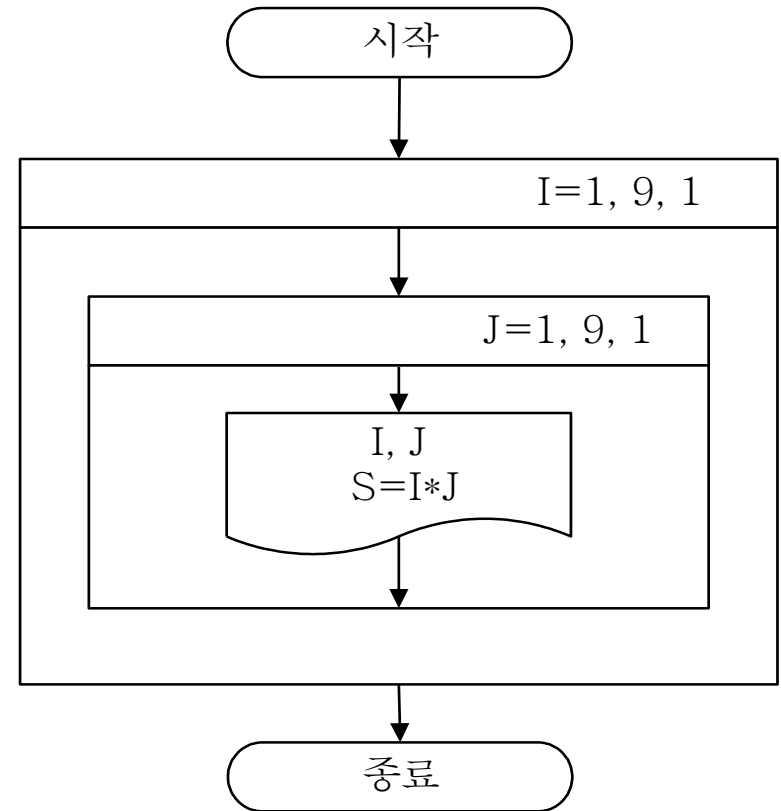 시작
I=1, 9, 1
J=1, 9, 1
I, J
S=I*J
종료